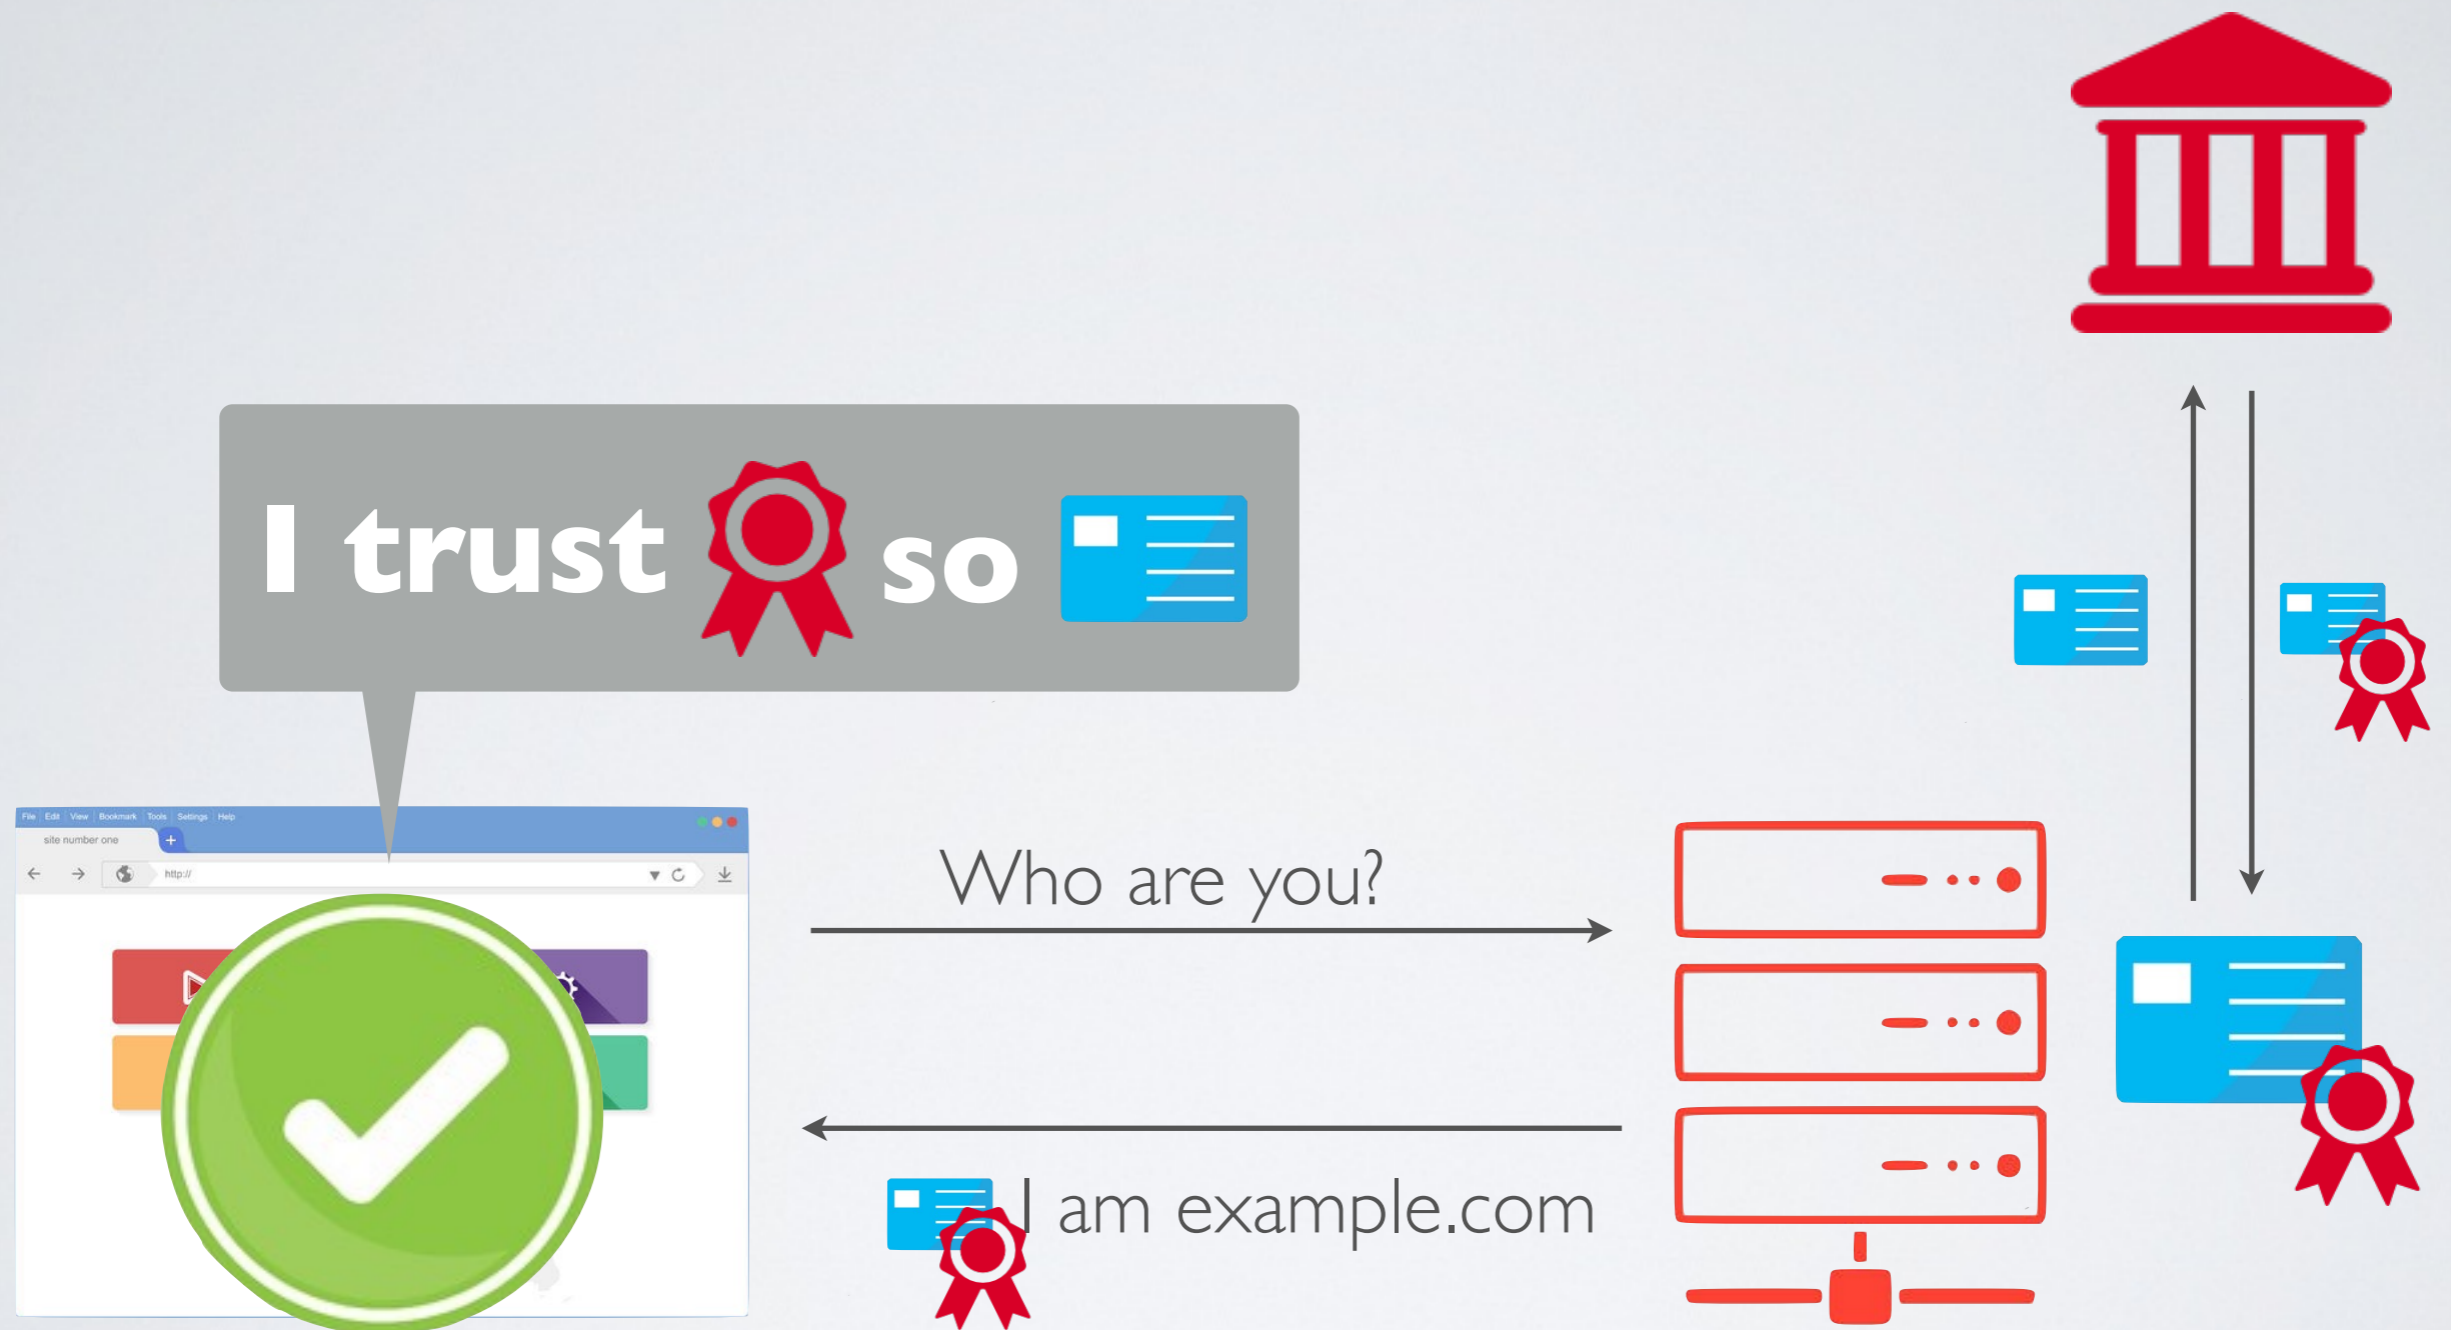 I trust so
File Edit View Bookmark Tools Settings Help
site number one
+
http://
Who are you?
I am example.com